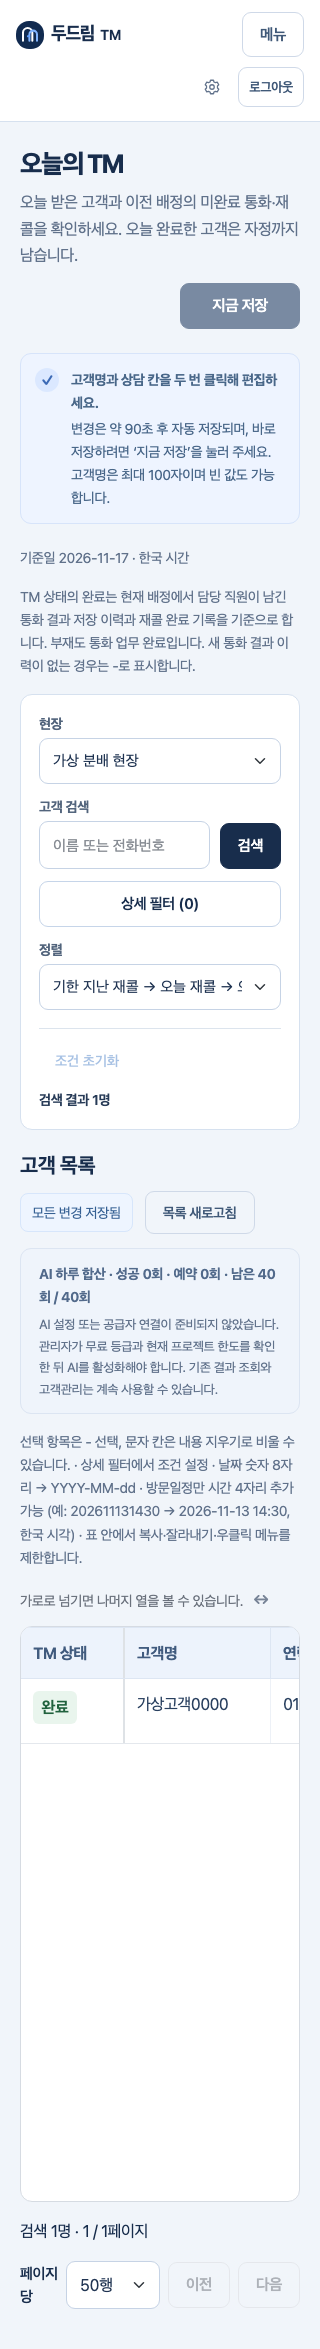 두드림 TM
메뉴
로그아웃
오늘의 TM
오늘 받은 고객과 이전 배정의 미완료 통화·재
콜을 확인하세요. 오늘 완료한 고객은 자정까지
남습니다.
지금 저장
고객명과 상담 칸을 두 번 클릭해 편집하
세요.
변경은 약 90초 후 자동 저장되며, 바로
저장하려면 ‘지금 저장’을 눌러 주세요.
고객명은 최대 100자이며 빈 값도 가능
합니다.
기준일 2026-11-17 · 한국 시간
TM 상태의 완료는 현재 배정에서 담당 직원이 남긴
통화 결과 저장 이력과 재콜 완료 기록을 기준으로 합
니다. 부재도 통화 업무 완료입니다. 새 통화 결과 이
력이 없는 경우는 -로 표시합니다.
현장
가상 분배 현장
고객 검색
이름 또는 전화번호
검색
상세 필터 (0)
정렬
기한 지난 재콜 → 오늘 재콜 →
조건 초기화
검색 결과 1명
고객 목록
모든 변경 저장됨
목록 새로고침
AI 하루 합산 · 성공 0회 · 예약 0회 · 남은 40
회 / 40회
AI 설정 또는 공급자 연결이 준비되지 않았습니다.
관리자가 무료 등급과 현재 프로젝트 한도를 확인
한 뒤 AI를 활성화해야 합니다. 기존 결과 조회와
고객관리는 계속 사용할 수 있습니다.
선택 항목은 - 선택, 문자 칸은 내용 지우기로 비울 수
있습니다. · 상세 필터에서 조건 설정 · 날짜 숫자 8자
리 → YYYY-MM-dd · 방문일정만 시간 4자리 추가
가능 (예: 202611131430 → 2026-11-13 14:30,
한국 시각) · 표 안에서 복사·잘라내기·우클릭 메뉴를
제한합니다.
가로로 넘기면 나머지 열을 볼 수 있습니다. ↔
TM 상태 고객명
완료 가상고객0000 01
검색 1명 · 1 / 1페이지
페이지
당
50행
이전
다음